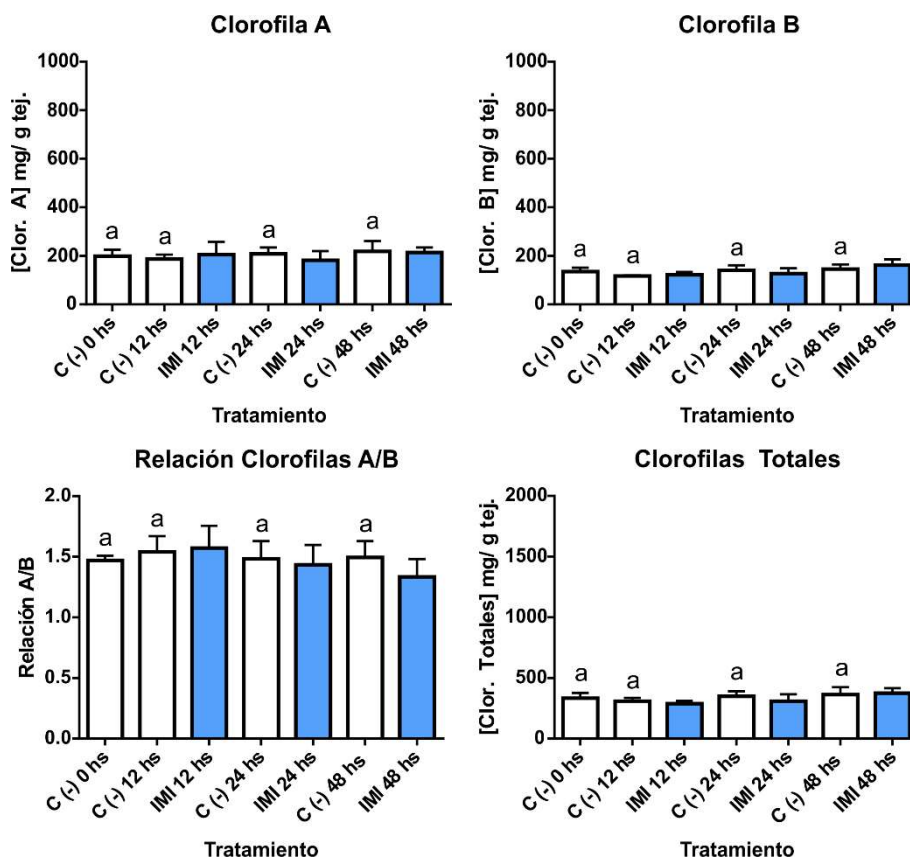 Clorofila A
[Clor. A] mg/ g tej.
1000
800
600
400
200
0
a
a
a
a
C (-) 0 hs
C (-) 12 hs
IMI 12 hs
C (-) 24 hs
IMI 24 hs
C (-) 48 hs
IMI 48 hs
Tratamiento
Clorofila B
[Clor. B] mg/ g tej.
1000
800
600
400
200
0
a
a
a
a
C (-) 0 hs
C (-) 12 hs
IMI 12 hs
C (-) 24 hs
IMI 24 hs
C (-) 48 hs
IMI 48 hs
Tratamiento
Relación Clorofilas A/B
Relación A/B
2.0
1.5
1.0
0.5
0.0
a
a
a
a
C (-) 0 hs
C (-) 12 hs
IMI 12 hs
C (-) 24 hs
IMI 24 hs
C (-) 48 hs
IMI 48 hs
Tratamiento
Clorofilas Totales
[Clor. Totales] mg/ g tej.
2000
1500
1000
500
0
a
a
a
a
C (-) 0 hs
C (-) 12 hs
IMI 12 hs
C (-) 24 hs
IMI 24 hs
C (-) 48 hs
IMI 48 hs
Tratamiento